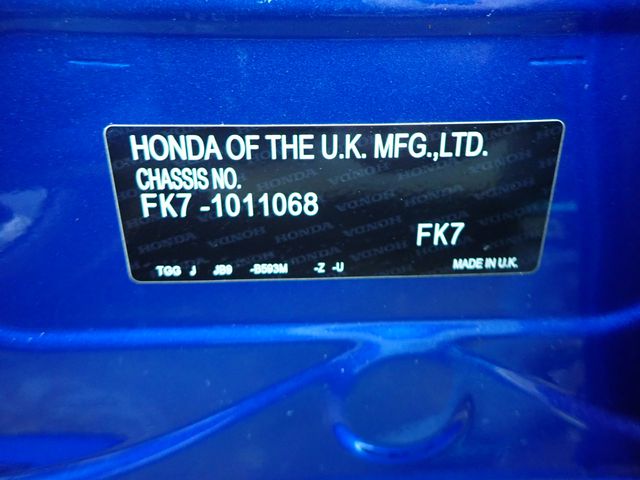 HONDA OF THE U.K. MFG.,LTD.
CHASSIS NO.
FK7 -1011068
FK7
TGG J JB9 -B593M -Z -U
MADE IN U.K.